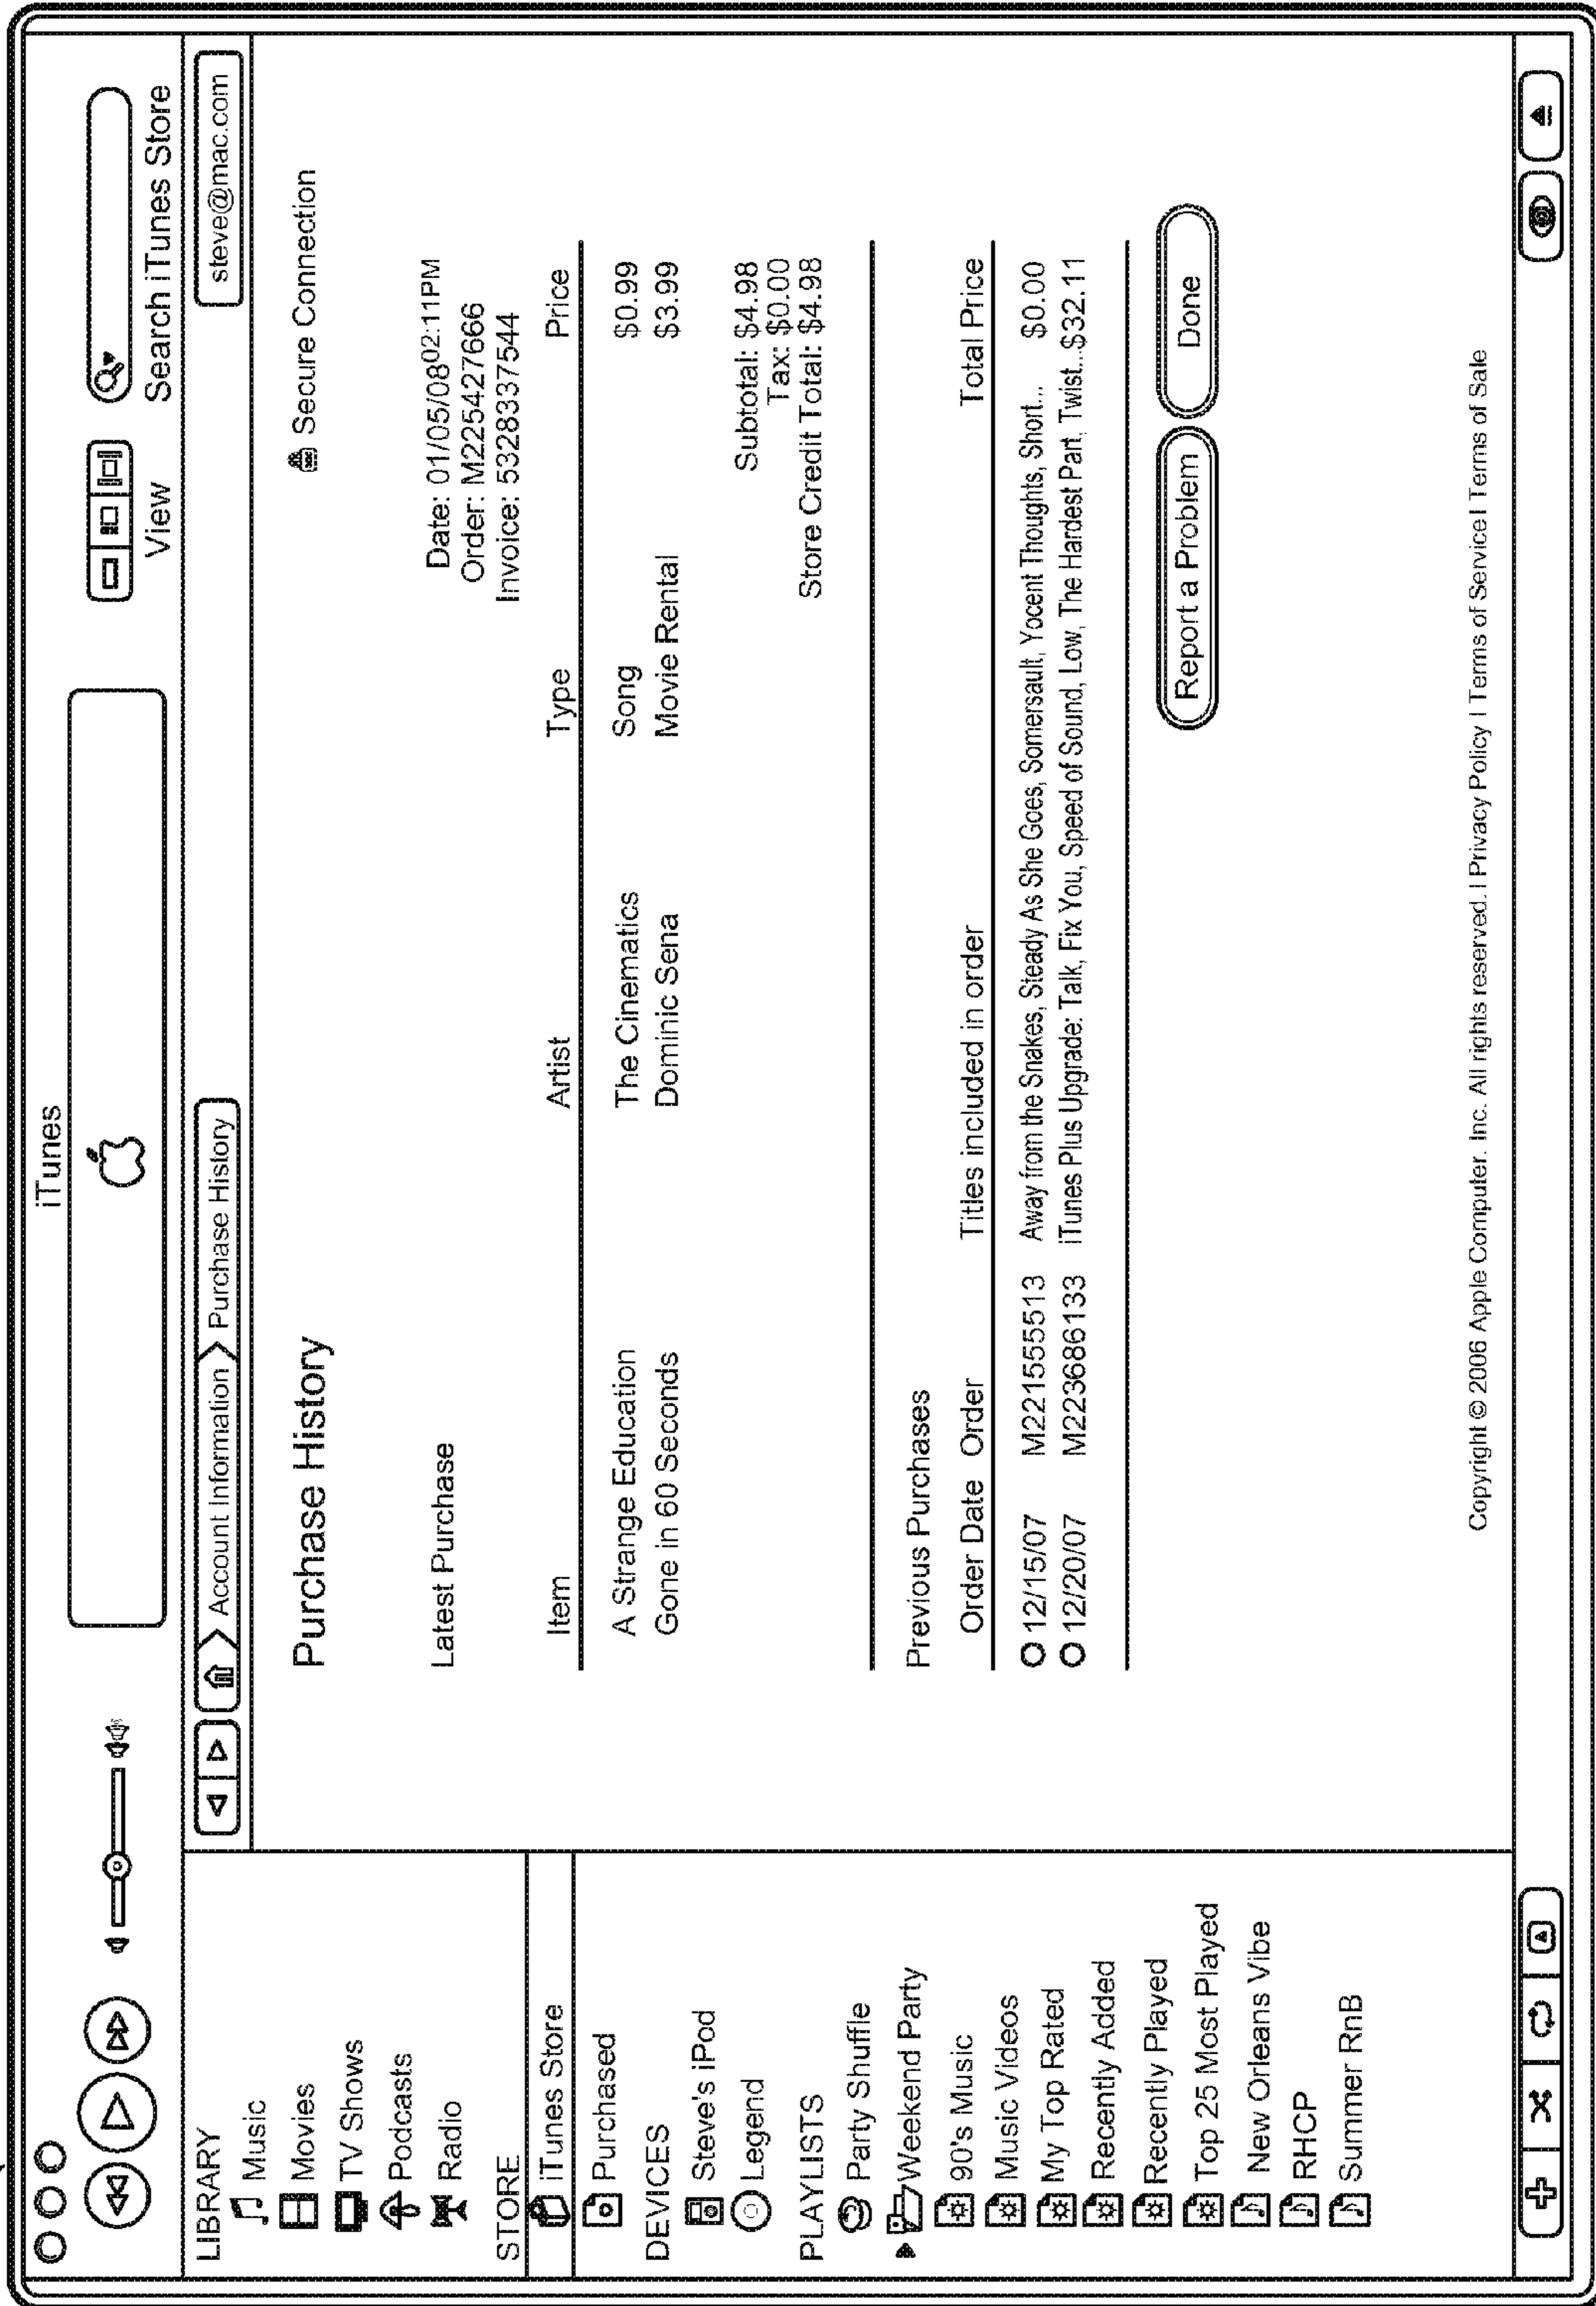 iTunes
View
Search iTunes Store
Account Information
Purchase History
steve@mac.com
LIBRARY
Music
Movies
TV Shows
Podcasts
Radio
STORE
iTunes Store
Purchased
DEVICES
Steve's iPod
Legend
PLAYLISTS
Party Shuffle
Weekend Party
90's Music
Music Videos
My Top Rated
Recently Added
Recently Played
Top 25 Most Played
New Orleans Vibe
RHCP
Summer RnB
Purchase History
Secure Connection
Latest Purchase
Date: 01/05/08 02:11PM
Order: M225427666
Invoice: 5328337544
Item Artist Type Price
A Strange Education The Cinematics Song $0.99
Gone in 60 Seconds Dominic Sena Movie Rental $3.99
Subtotal: $4.98
Tax: $0.00
Store Credit Total: $4.98
Previous Purchases
Order Date Order Titles included in order Total Price
12/15/07 M221555513 Away from the Snakes, Steady As She Goes, Somersault, Yocent Thoughts, Short... $0.00
12/20/07 M223686133 iTunes Plus Upgrade: Talk, Fix You, Speed of Sound, Low, The Hardest Part, Twist...$32.11
Report a Problem
Done
Copyright © 2006 Apple Computer. Inc. All rights reserved. | Privacy Policy | Terms of Service | Terms of Sale